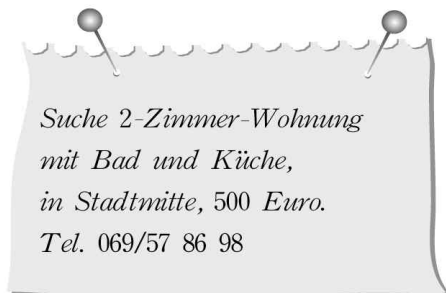 Suche 2-Zimmer-Wohnung
mit Bad und Küche,
in Stadtmitte, 500 Euro.
Tel. 069/57 86 98